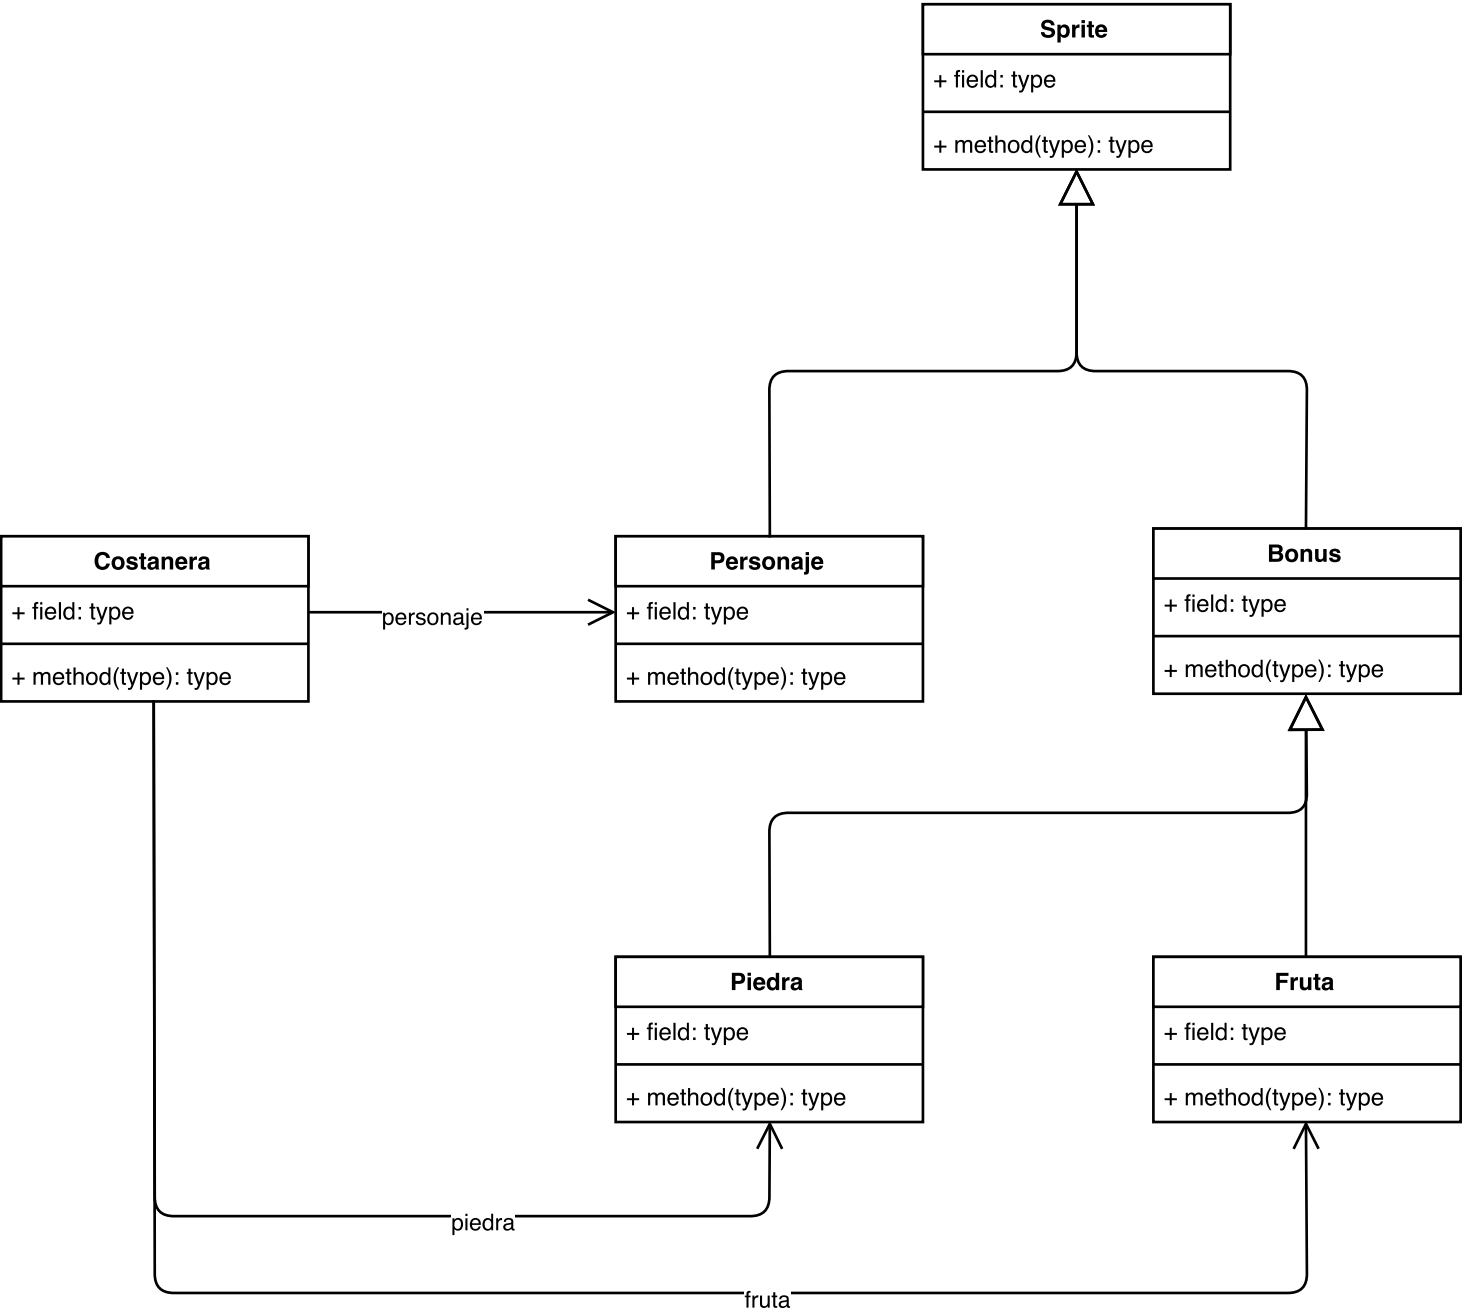 Sprite
+ field: type
+ method(type): type
Costanera
+ field: type
+ method(type): type
personaje
Personaje
+ field: type
+ method(type): type
Bonus
+ field: type
+ method(type): type
Piedra
+ field: type
+ method(type): type
Fruta
+ field: type
+ method(type): type
piedra
fruta